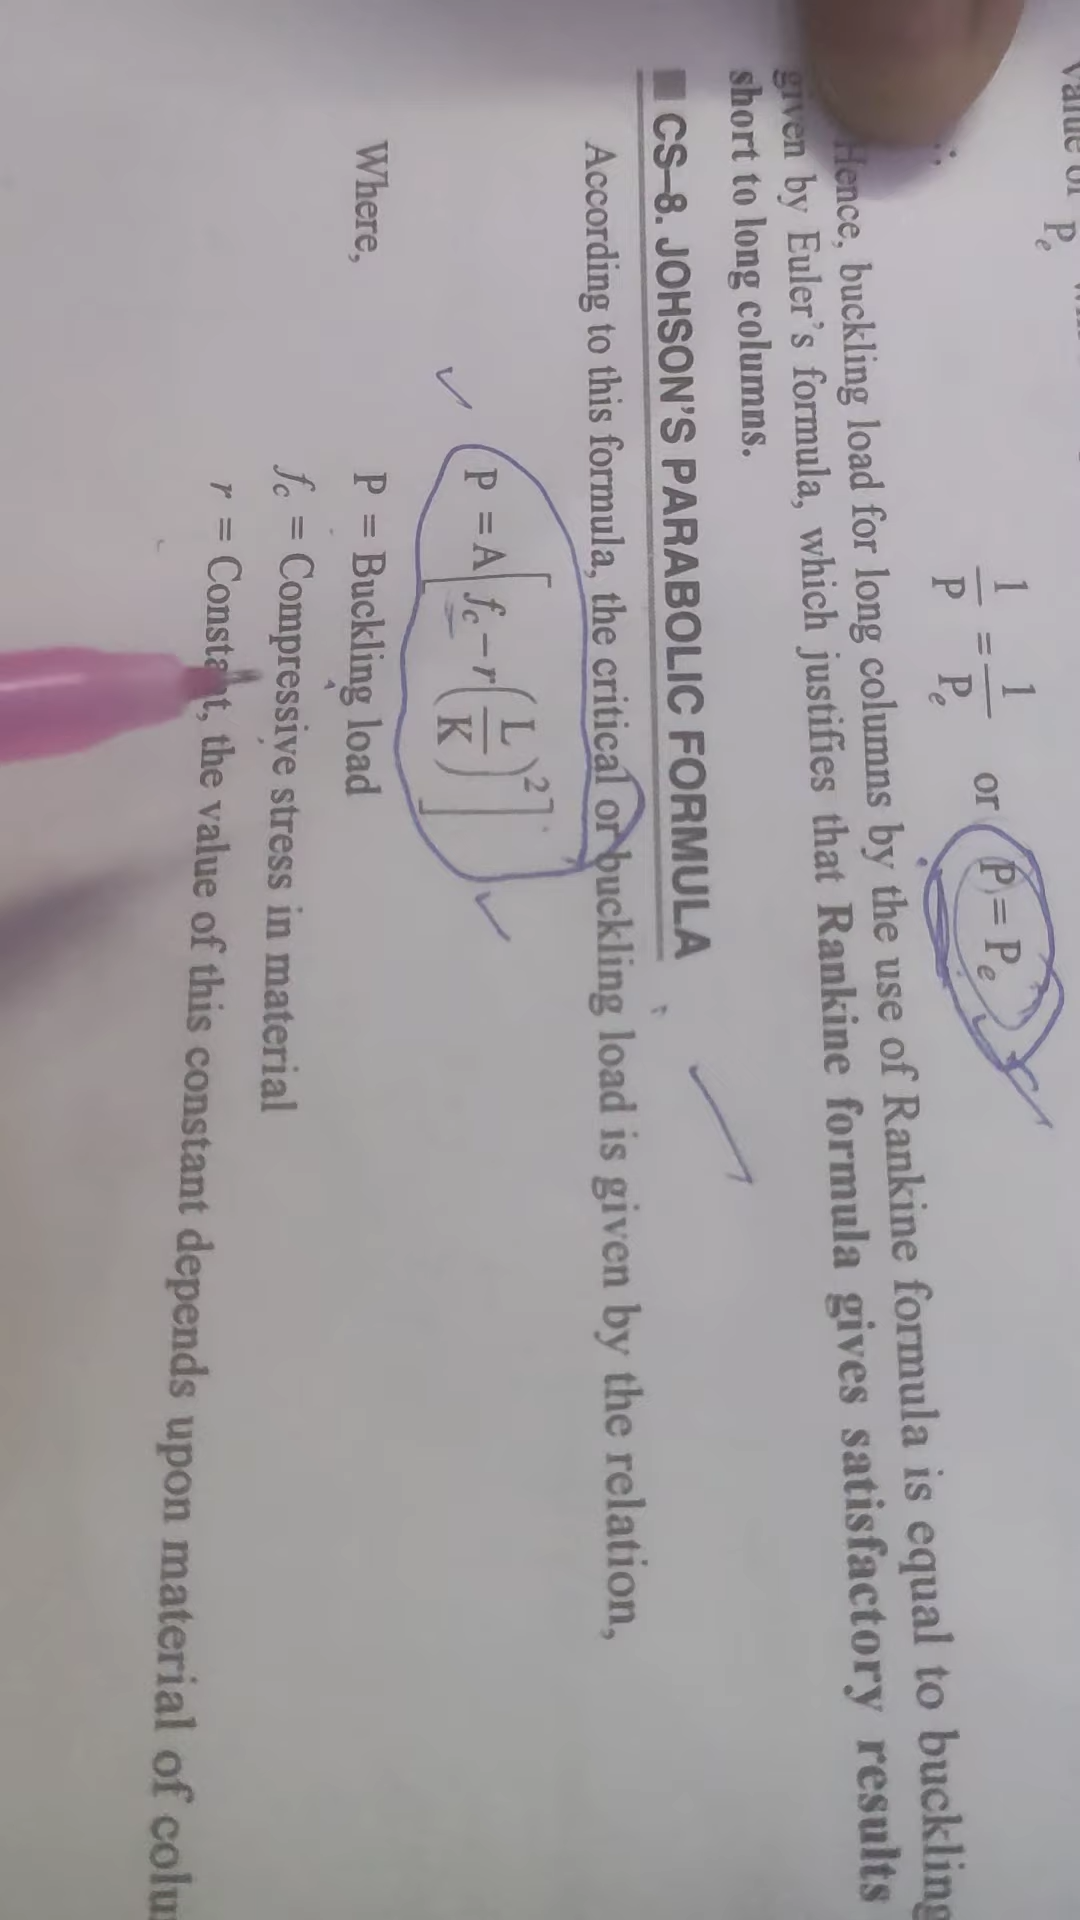 Value of P_e
∴ 1/P = 1/P_e or P = P_e
Hence, buckling load for long columns by the use of Rankine formula is equal to buckling
given by Euler's formula, which justifies that Rankine formula gives satisfactory results
short to long columns.
CS–8. JOHSON'S PARABOLIC FORMULA
According to this formula, the critical or buckling load is given by the relation,
P = A[f_c – r(L/K)²]
Where, P = Buckling load
f_c = Compressive stress in material
r = Constant, the value of this constant depends upon material of colu